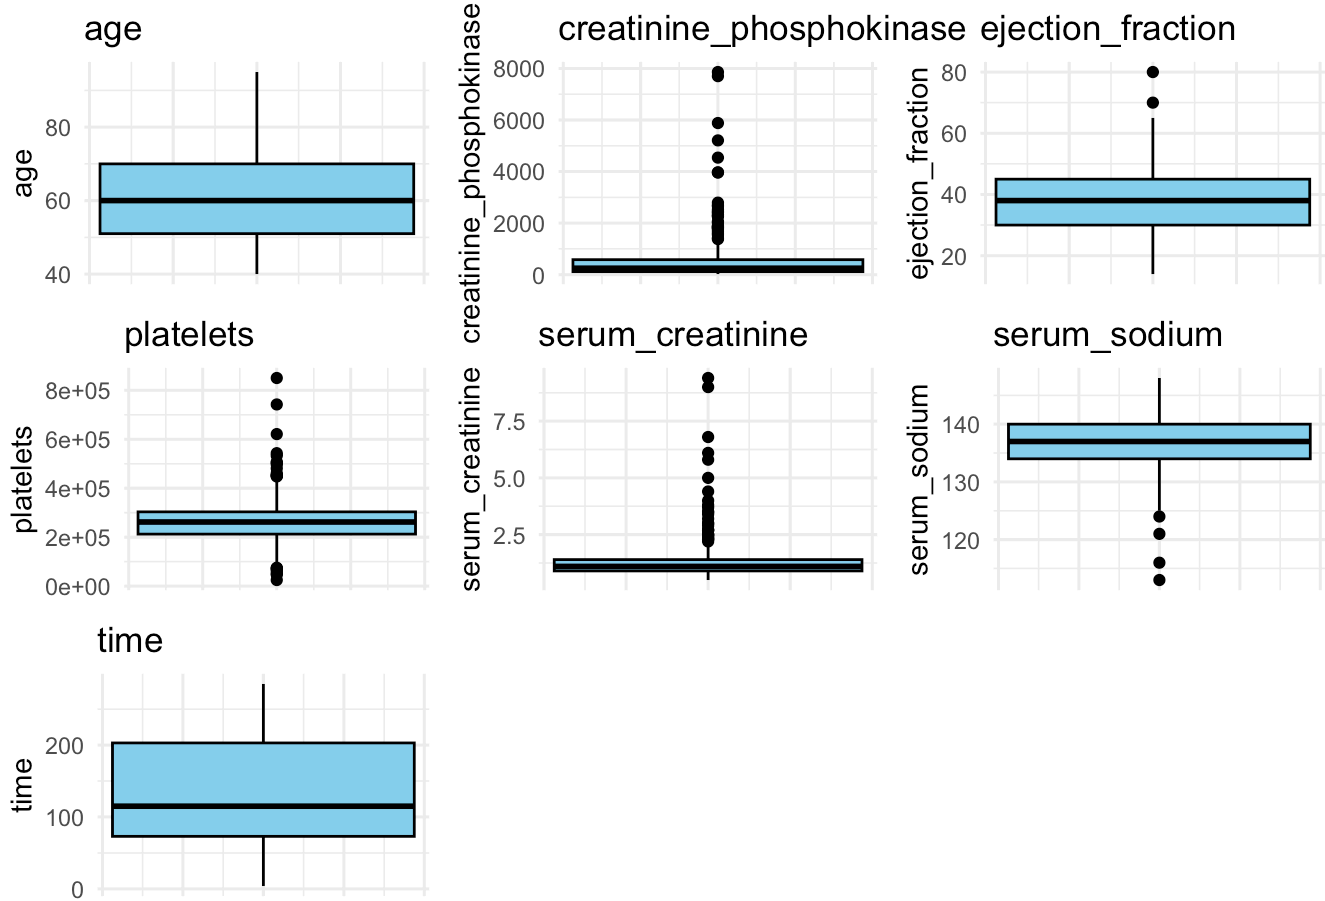 age
age
80
60
40
creatinine_phosphokinase
creatinine_phosphokinase
8000
6000
4000
2000
0
ejection_fraction
ejection_fraction
80
60
40
20
platelets
platelets
8e+05
6e+05
4e+05
2e+05
0e+00
serum_creatinine
serum_creatinine
7.5
5.0
2.5
serum_sodium
serum_sodium
140
130
120
time
time
200
100
0